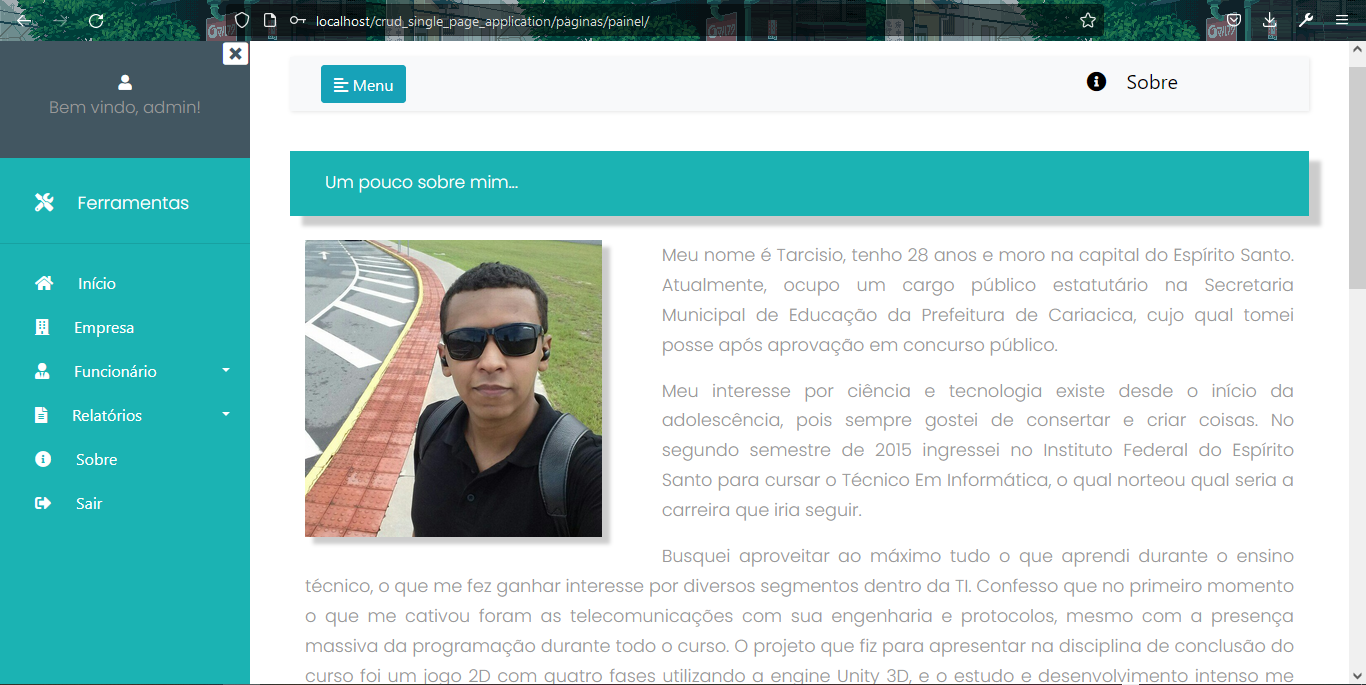 localhost/crud_single_page_application/paginas/painel/
Bem vindo, admin!
Ferramentas
Início
Empresa
Funcionário
Relatórios
Sobre
Sair
Menu
Sobre
Um pouco sobre mim...
Meu nome é Tarcisio, tenho 28 anos e moro na capital do Espírito Santo.
Atualmente, ocupo um cargo público estatutário na Secretaria
Municipal de Educação da Prefeitura de Cariacica, cujo qual tomei
posse após aprovação em concurso público.
Meu interesse por ciência e tecnologia existe desde o início da
adolescência, pois sempre gostei de consertar e criar coisas. No
segundo semestre de 2015 ingressei no Instituto Federal do Espírito
Santo para cursar o Técnico Em Informática, o qual norteou qual seria a
carreira que iria seguir.
Busquei aproveitar ao máximo tudo o que aprendi durante o ensino
técnico, o que me fez ganhar interesse por diversos segmentos dentro da TI. Confesso que no primeiro momento
o que me cativou foram as telecomunicações com sua engenharia e protocolos, mesmo com a presença
massiva da programação durante todo o curso. O projeto que fiz para apresentar na disciplina de conclusão do
curso foi um jogo 2D com quatro fases utilizando a engine Unity 3D, e o estudo e desenvolvimento intenso me